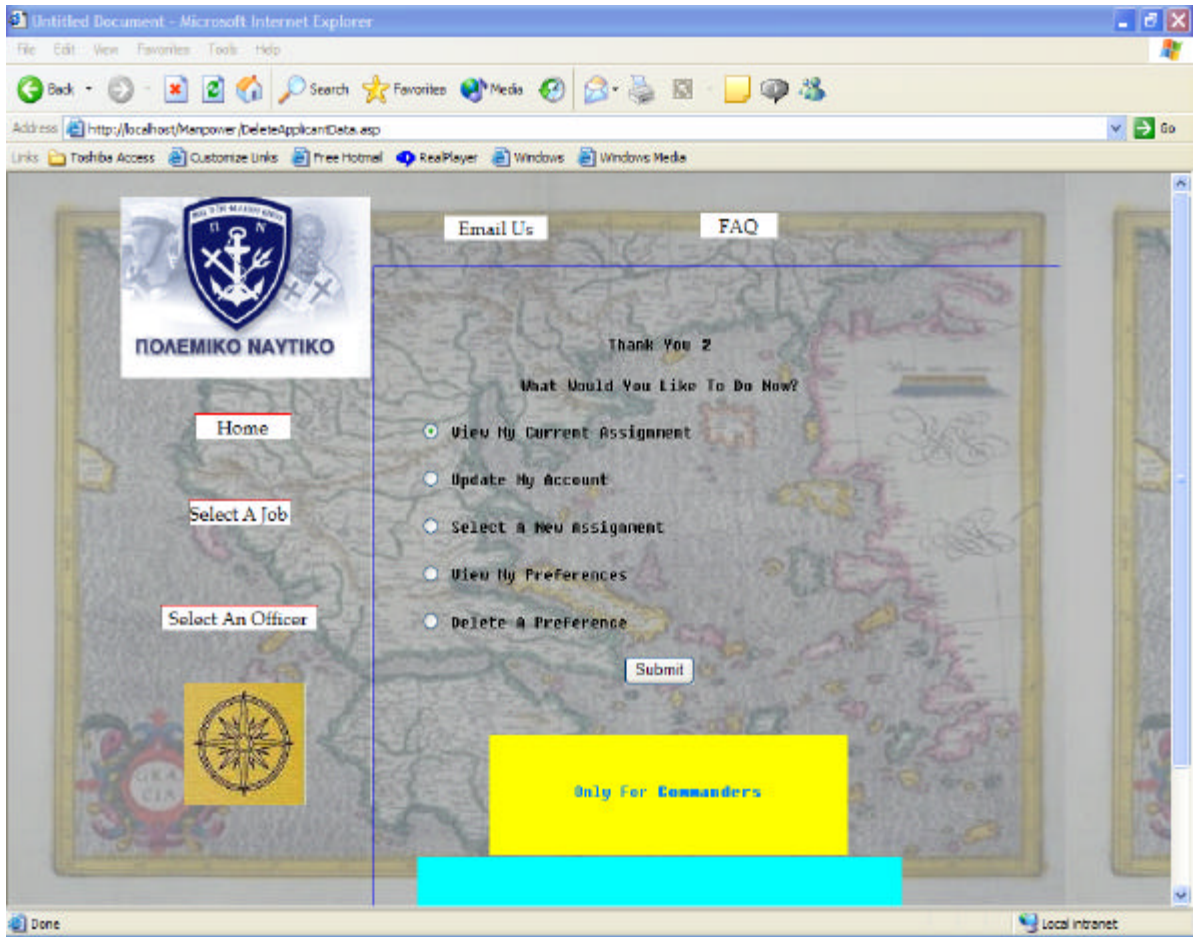 Untitled Document - Microsoft Internet Explorer
File Edit View Favorites Tools Help
Back Search Favorites Media
Address http://localhost/Manpower/DeleteApplicantData.asp Go
Links Toshiba Access Customize Links Free Hotmail RealPlayer Windows Windows Media
Email Us FAQ
Π Ν
ΠΟΛΕΜΙΚΟ ΝΑΥΤΙΚΟ
Thank You 2
What Would You Like To Do Now?
Home
View My Current Assignment
Update My Account
Select A Job
Select A New Assignment
View My Preferences
Select An Officer
Delete A Preference
Submit
GRÆ
CIA
Only For Commanders
Done Local intranet